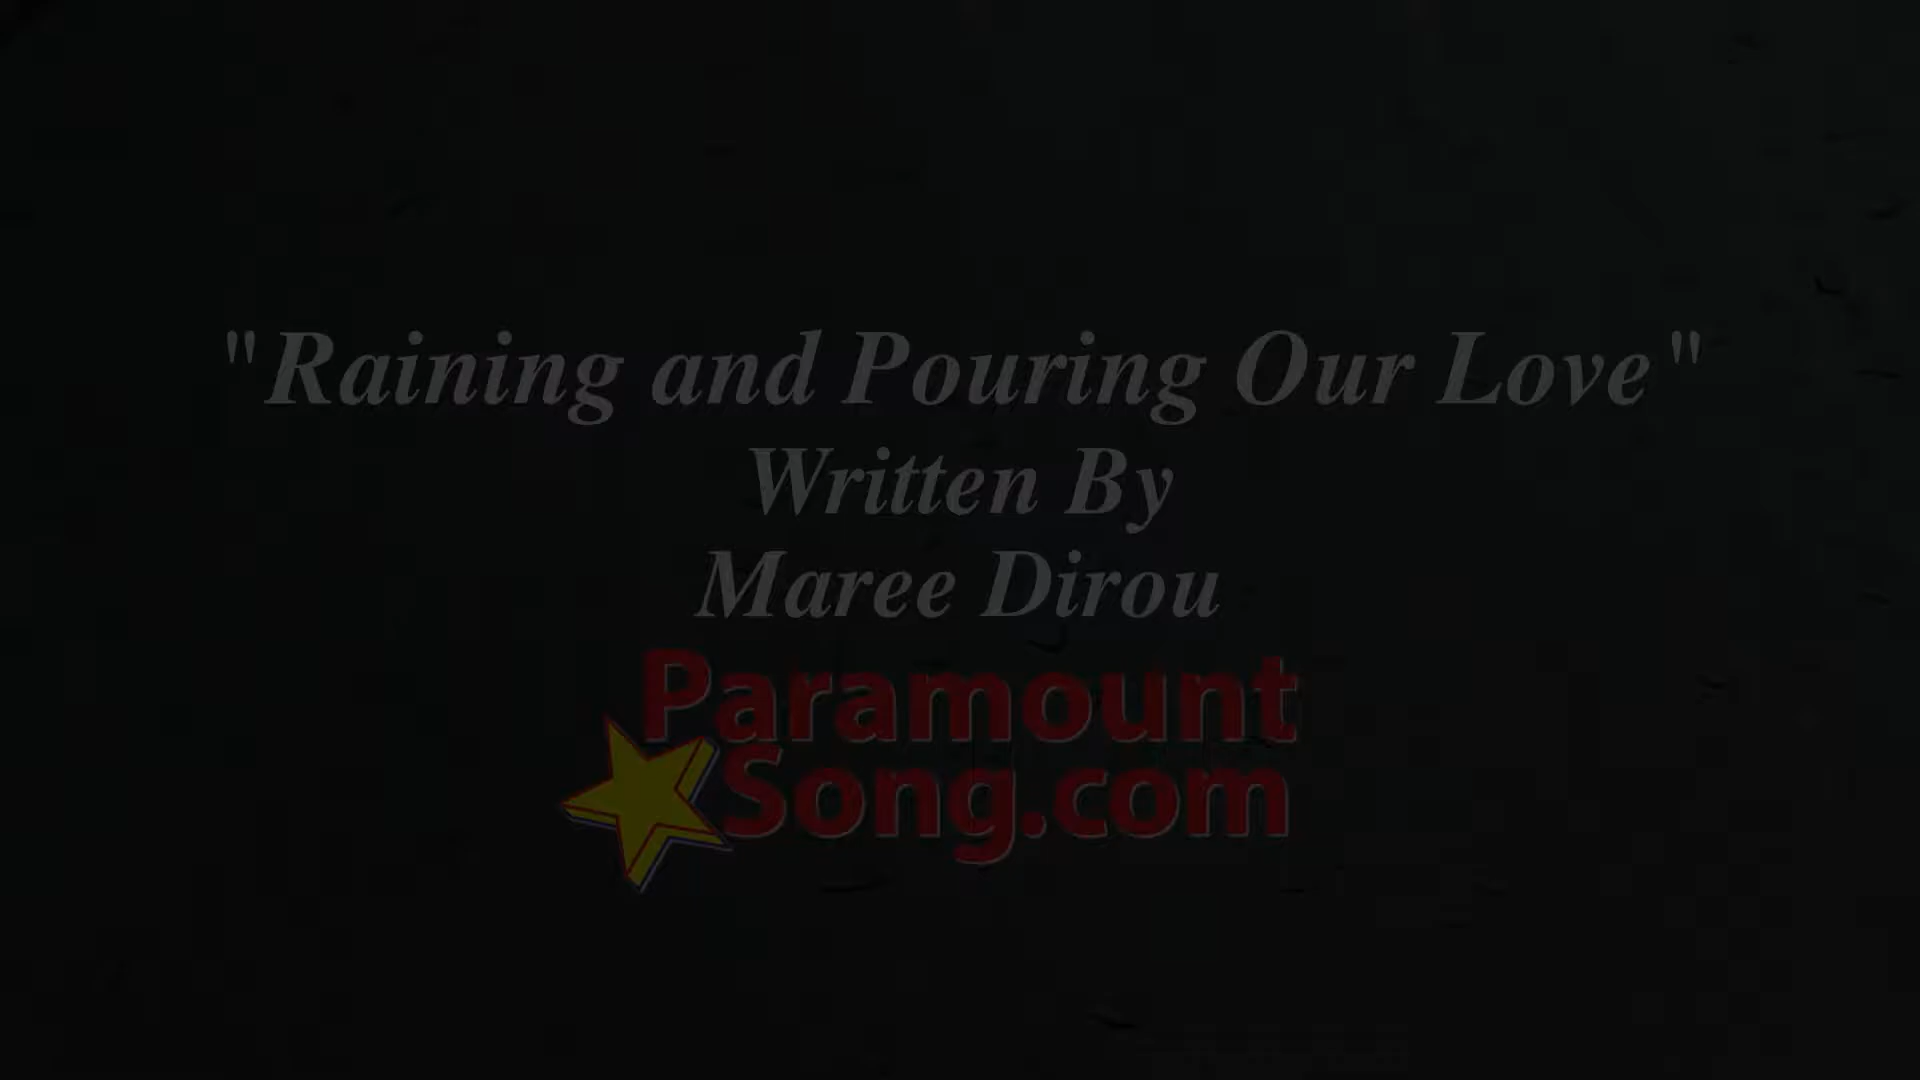 "Raining and Pouring Our Love"
Written By
Maree Dirou
Paramount
Song.com